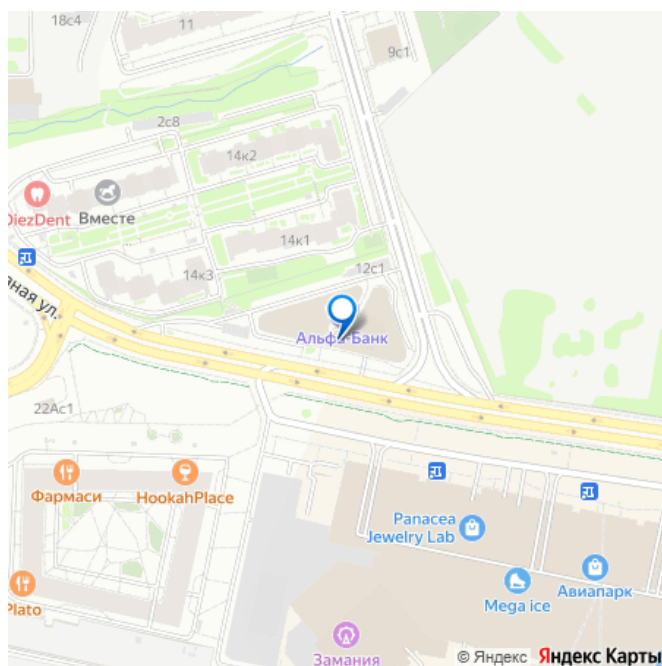 18с4
11
9с1
2с8
14к2
DiezDent
Вместе
14к1
14к3
12с1
ная ул.
Альфа-Банк
22Ас1
Фармаси
HookahPlace
Panacea
Jewelry Lab
Авиапарк
Mega ice
Plato
Замания
© Яндекс Яндекс Карты